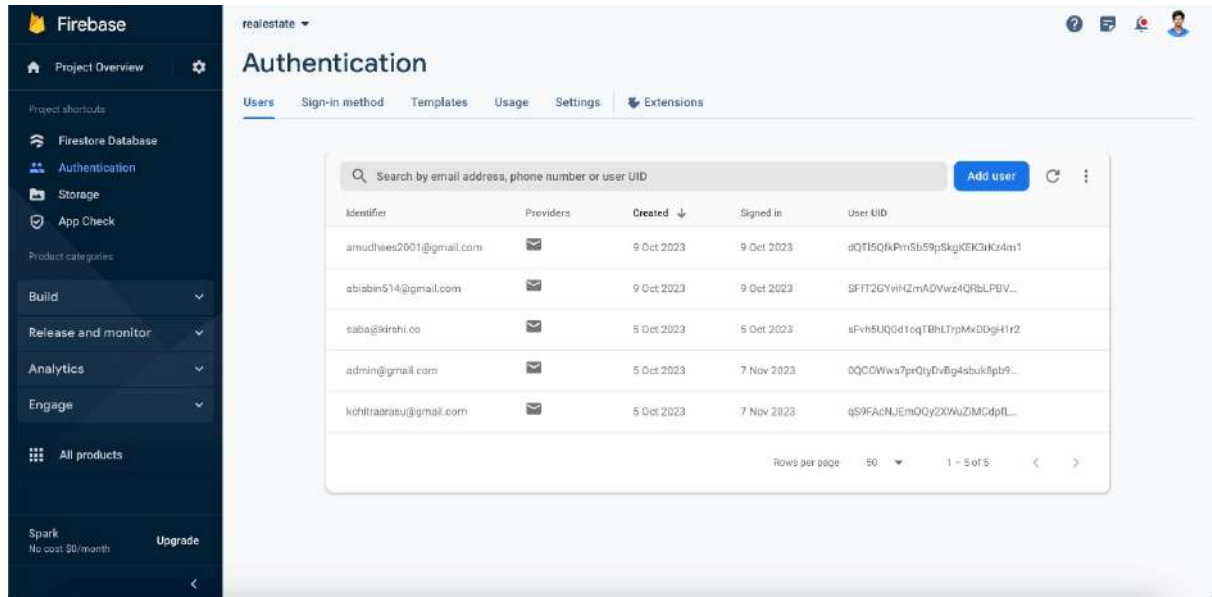 Firebase
Project Overview
Project shortcuts
Firestore Database
Authentication
Storage
App Check
Product categories
Build
Release and monitor
Analytics
Engage
All products
Spark
No cost $0/month
Upgrade
realestate
Authentication
Users Sign-in method Templates Usage Settings Extensions
Search by email address, phone number or user UID Add user
Identifier Providers Created Signed in User UID
amudhees2001@gmail.com 9 Oct 2023 9 Oct 2023
abiabin514@gmail.com 9 Oct 2023 9 Oct 2023
saba@kirshi.co 5 Oct 2023 5 Oct 2023
admin@gmail.com 5 Oct 2023 7 Nov 2023
kchitraarasu@gmail.com 5 Oct 2023 7 Nov 2023
Rows per page 50 1 – 5 of 5